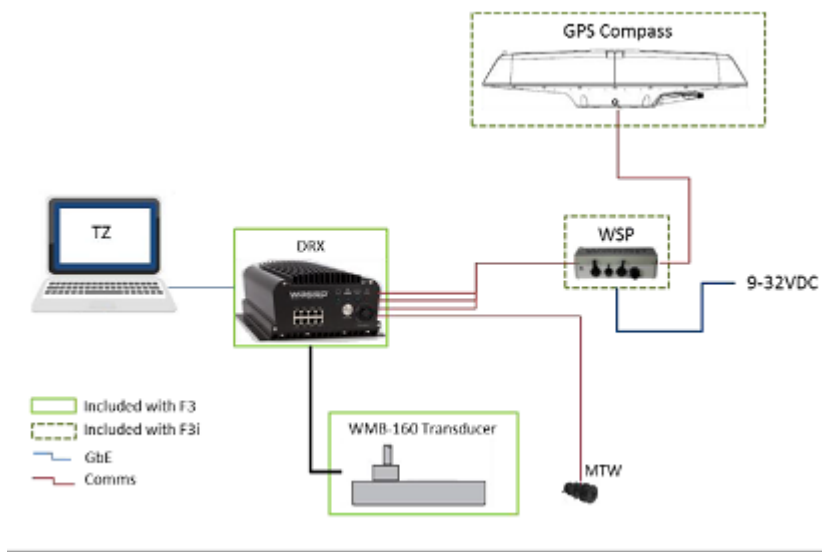 GPS Compass
TZ
DRX
WASSP
WSP
9-32VDC
Included with F3
Included with F3i
GbE
Comms
WMB-160 Transducer
MTW